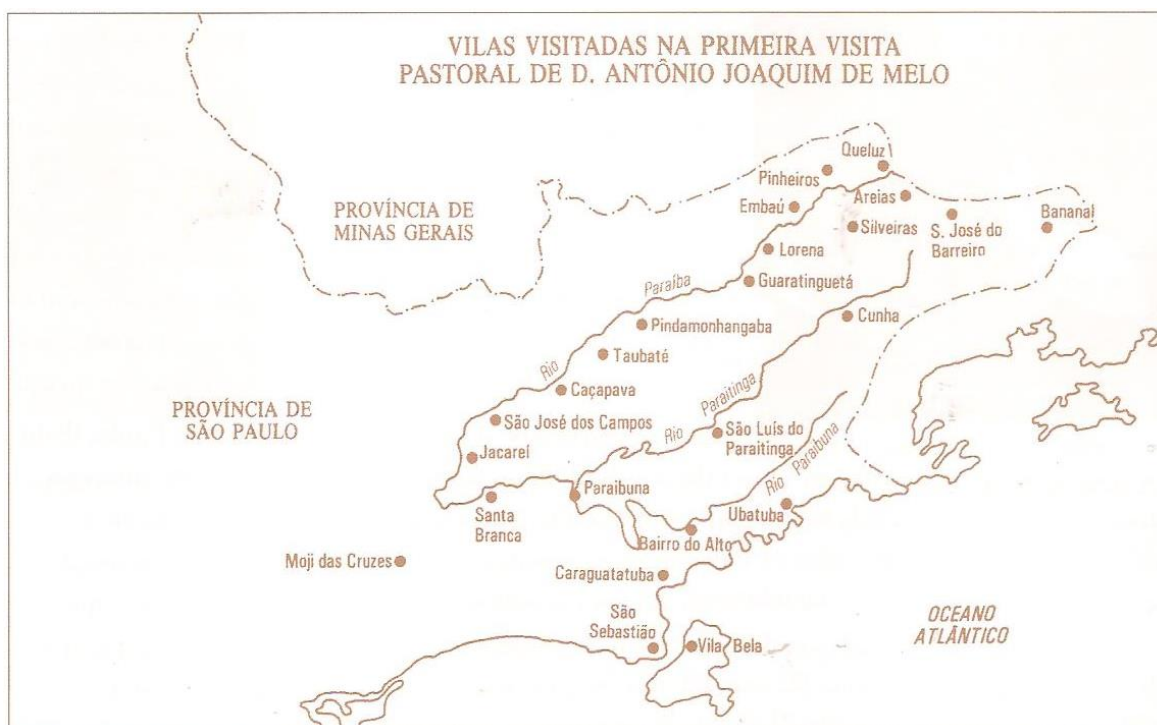 VILAS VISITADAS NA PRIMEIRA VISITA
PASTORAL DE D. ANTÔNIO JOAQUIM DE MELO
Queluz
Pinheiros
PROVÍNCIA DE
MINAS GERAIS
Embaú
Areias
Silveiras
S. José do
Barreiro
Bananal
Lorena
Guaratinguetá
Rio Paraíba
Pindamonhangaba
Cunha
Taubaté
Rio Paraitinga
Caçapava
PROVÍNCIA DE
SÃO PAULO
São José dos Campos
São Luís do
Paraitinga
Rio Paraibuna
Jacareí
Santa
Branca
Paraibuna
Ubatuba
Bairro do Alto
Moji das Cruzes
Caraguatatuba
São
Sebastião
Vila Bela
OCEANO
ATLÂNTICO